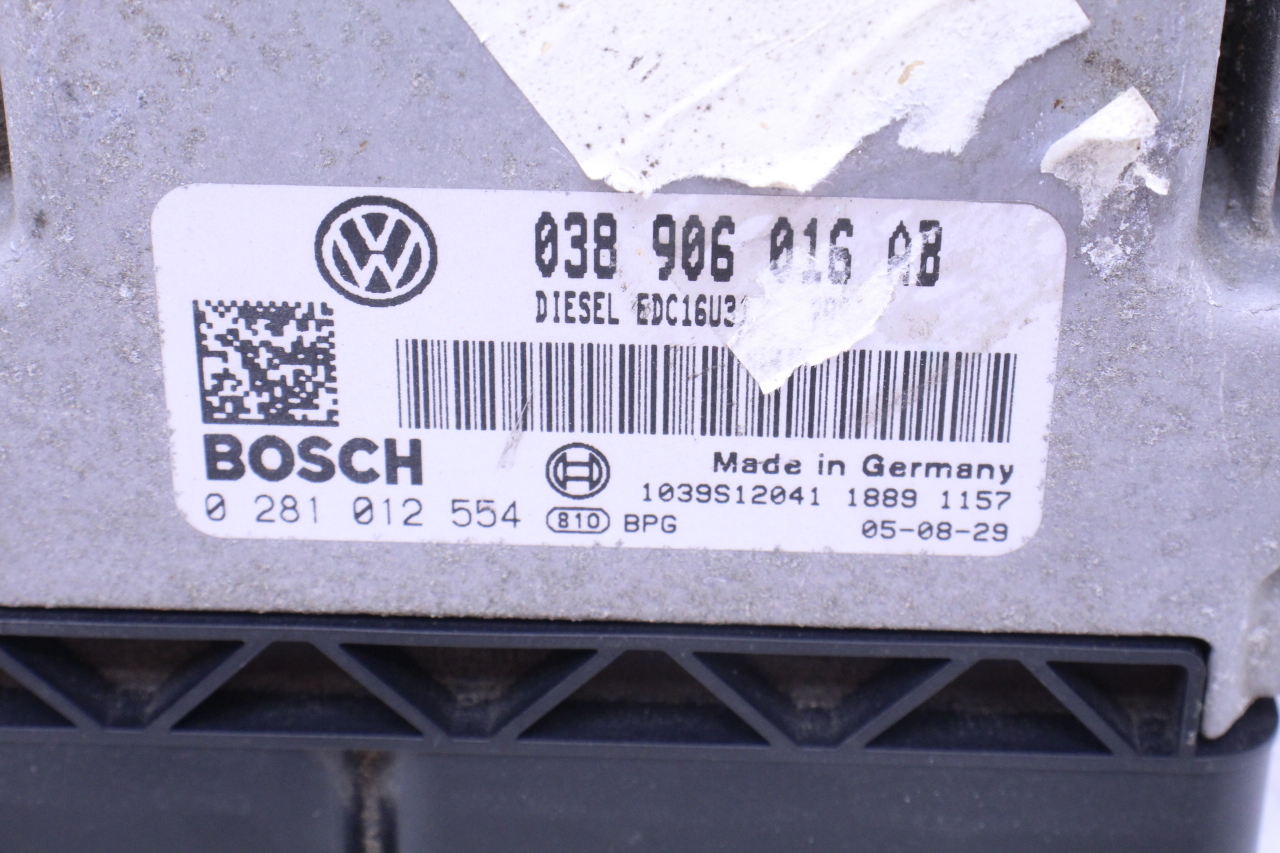 038 906 016 AB
DIESEL
BOSCH
Made in Germany
1039S12041 1889 1157
0 281 012 554 810 BPG 05-08-29